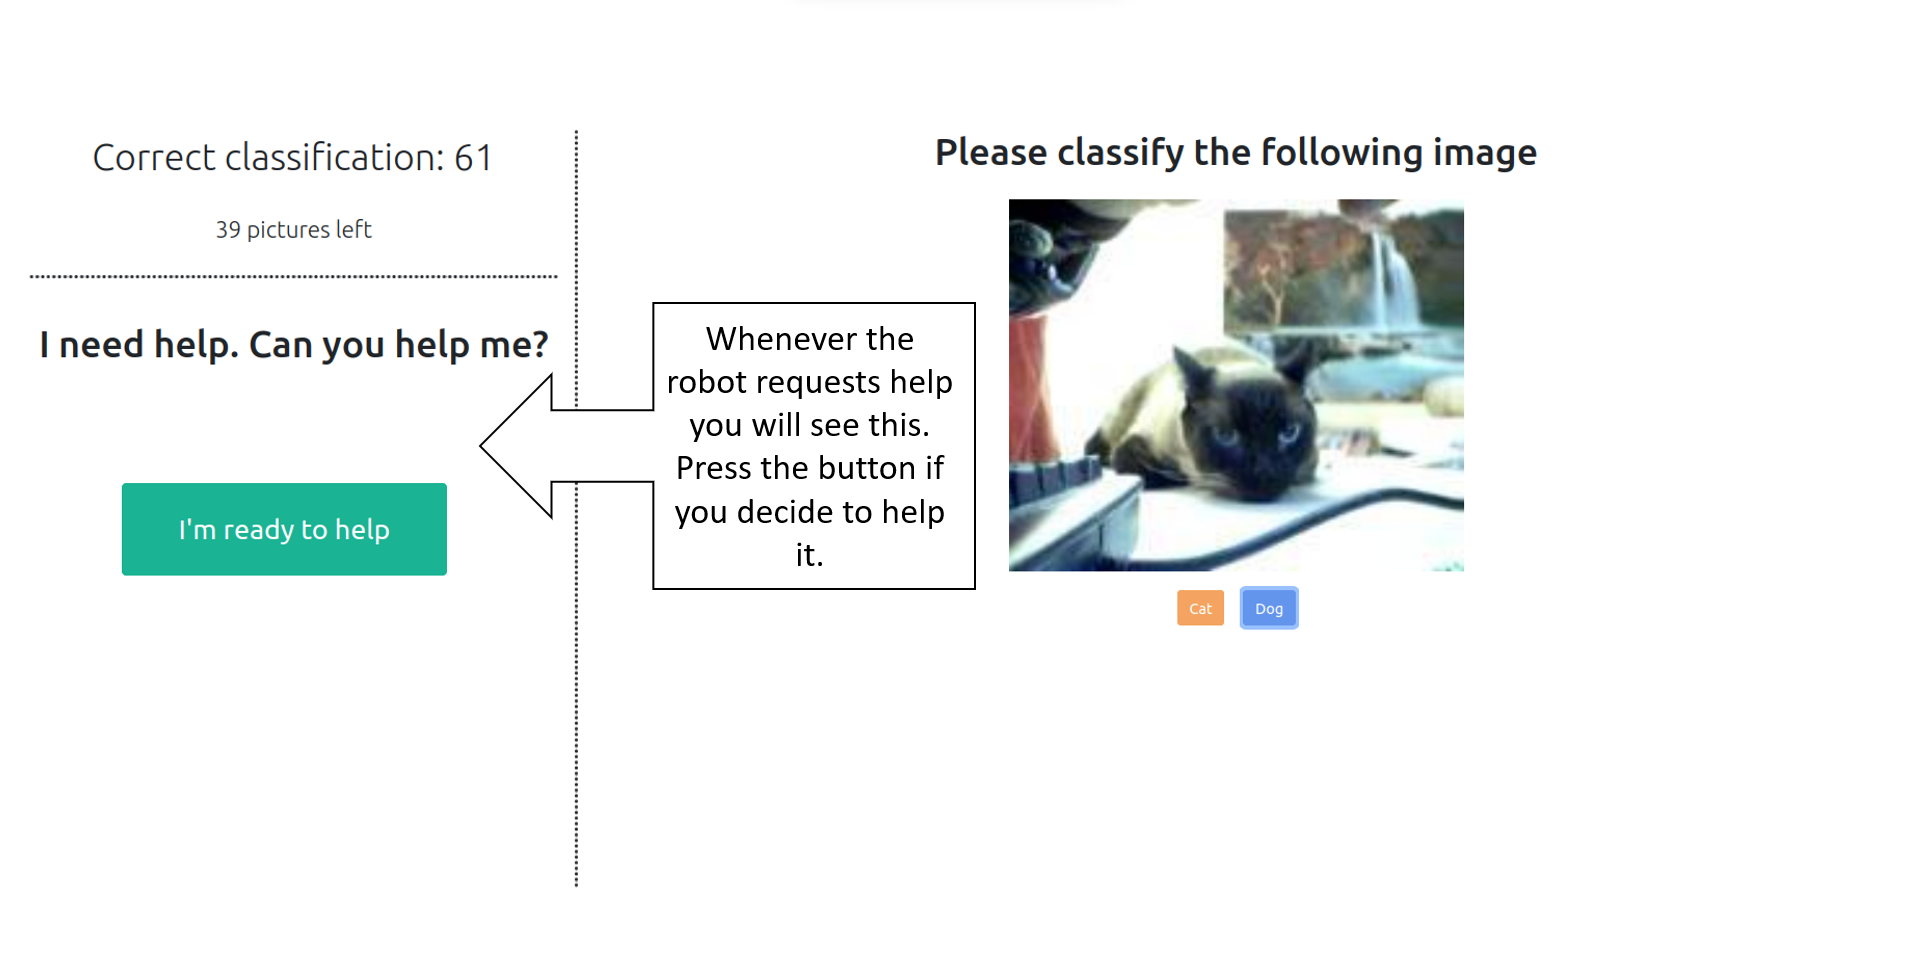 Correct classification: 61
39 pictures left
I need help. Can you help me?
I'm ready to help
Whenever the
robot requests help
you will see this.
Press the button if
you decide to help
it.
Please classify the following image
Cat
Dog